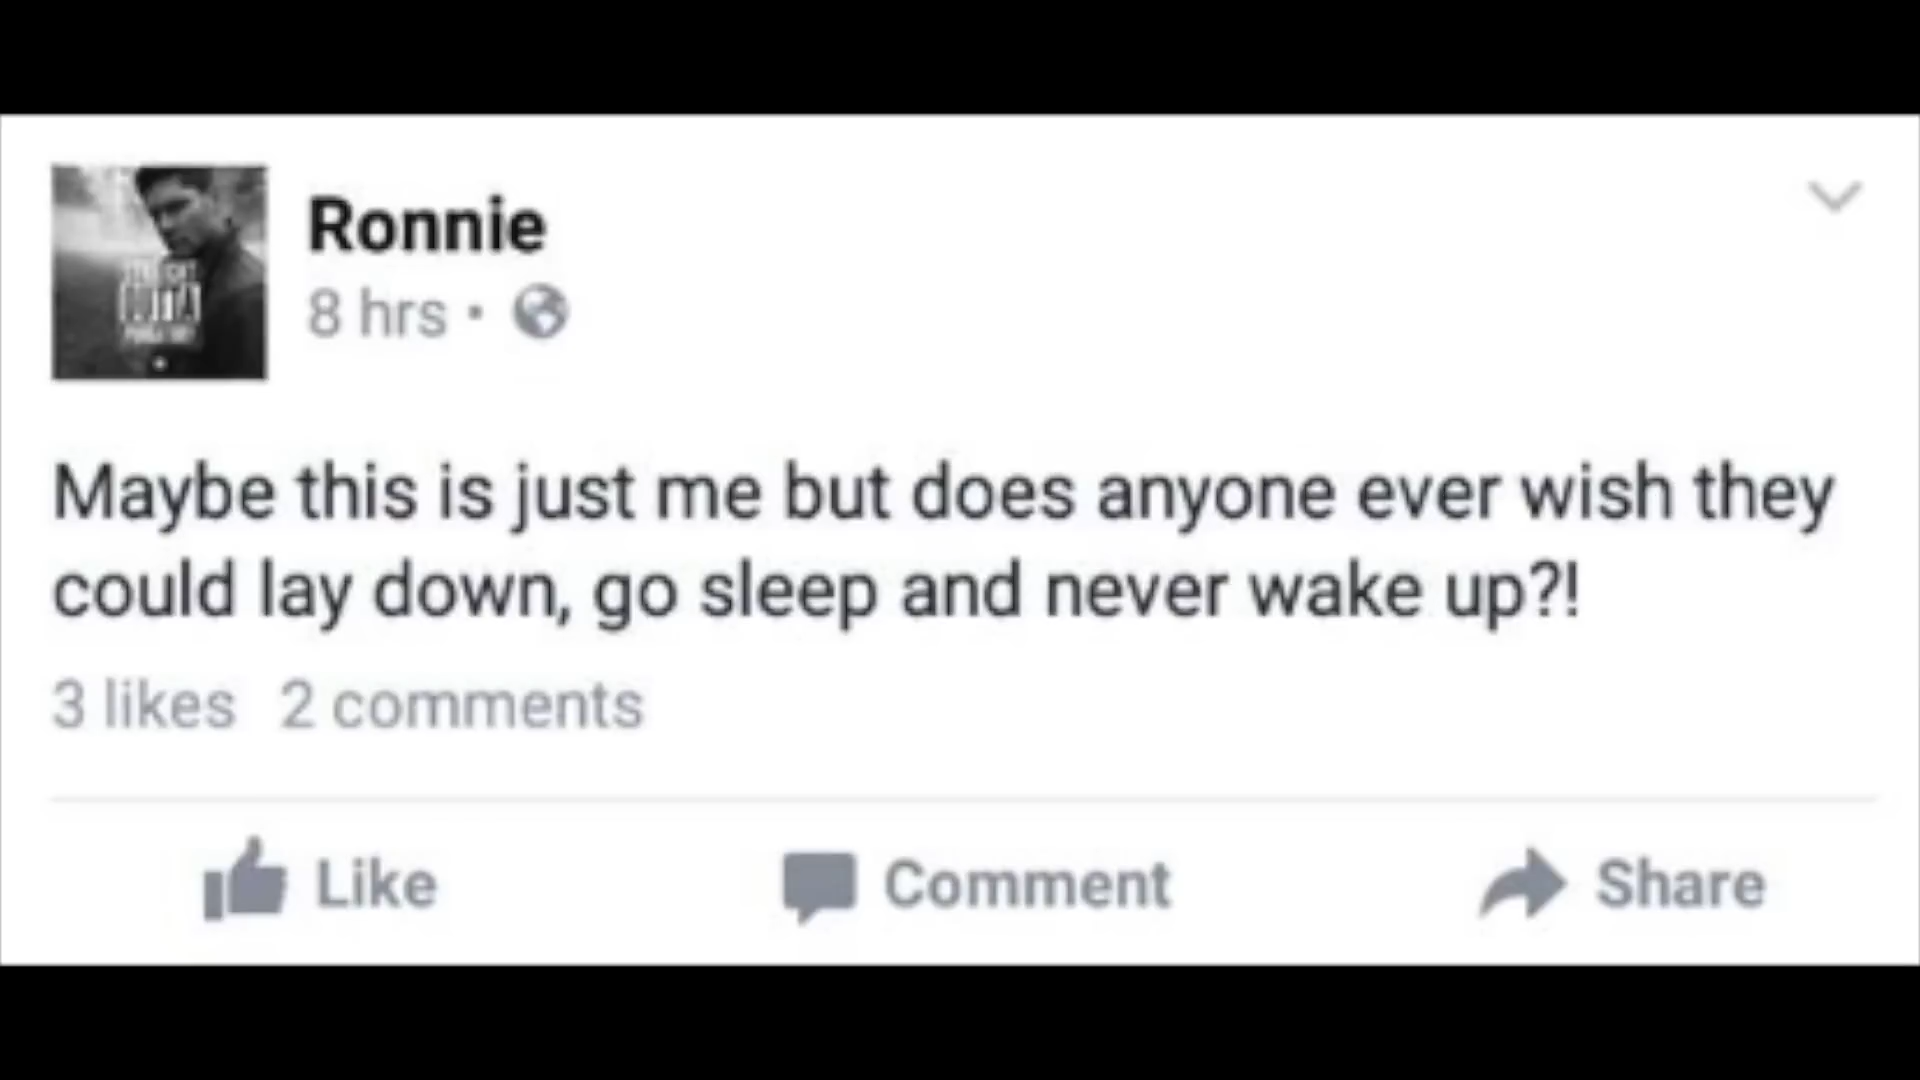 Ronnie
8 hrs ·
Maybe this is just me but does anyone ever wish they
could lay down, go sleep and never wake up?!
3 likes 2 comments
Like Comment Share